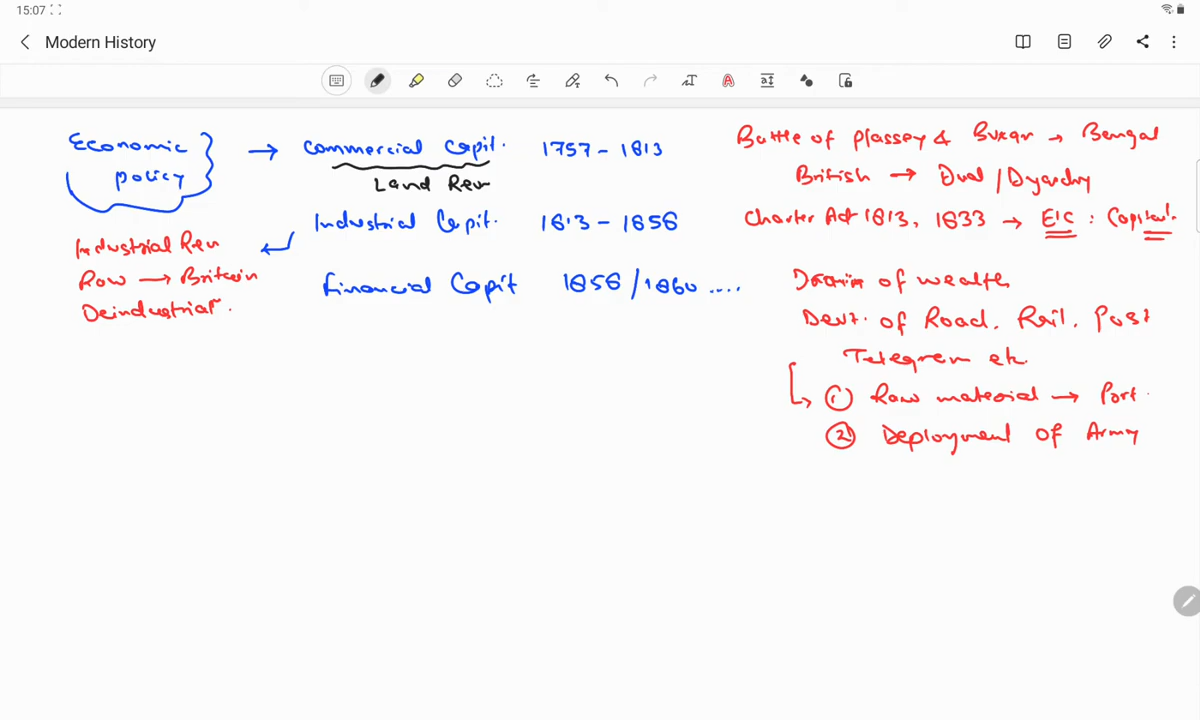 15:07
Modern History
Economic policy → Commercial Capit. 1757 - 1813
Land Rev
Industrial Capit. 1813 - 1858
Financial Capit 1858/1860 ....
Industrial Rev
Raw → Britain
Deindustrial.
Battle of Plassey & Buxar → Bengal
British → Dual/Dyarchy
Charter Act 1813, 1833 → EIC : Capital.
Drain of wealth
Devt. of Road. Rail. Post
Telegram etc.
① Raw material → Port.
② Deployment of Army